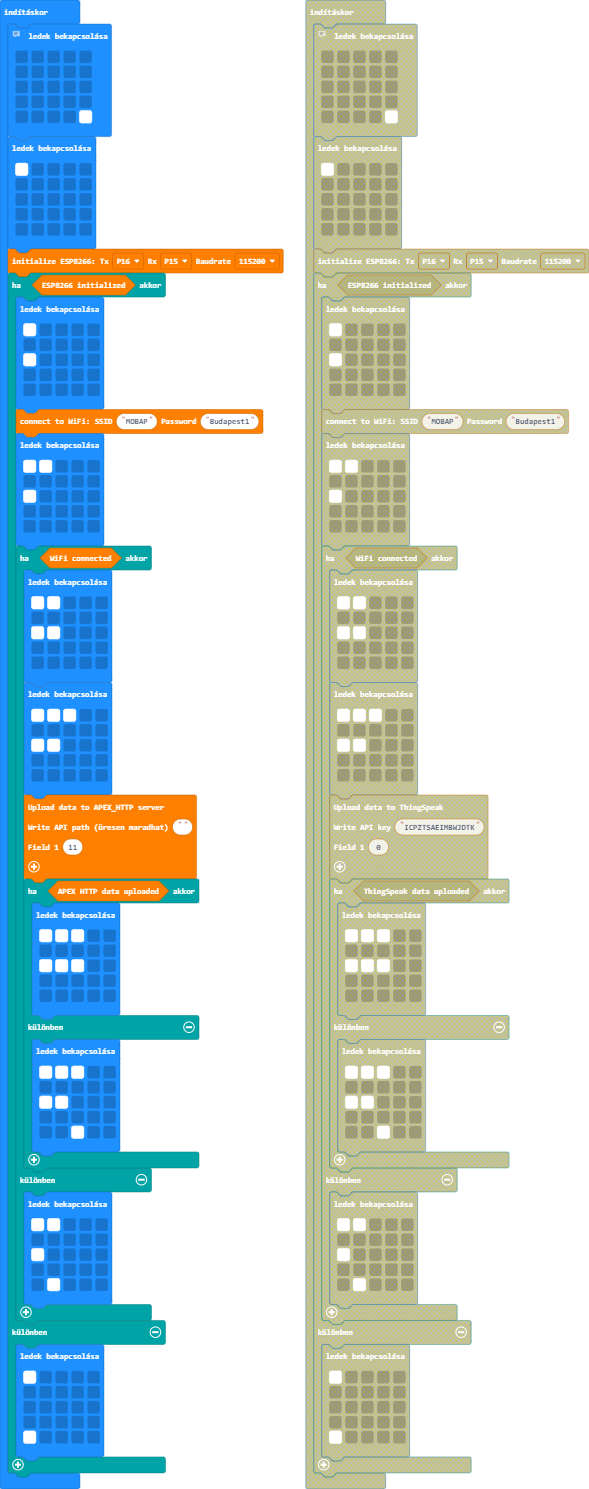 indításkor
ledek bekapcsolása
ledek bekapcsolása
initialize ESP8266: Tx P16 Rx P15 Baudrate 115200
ha ESP8266 initialized akkor
ledek bekapcsolása
connect to WiFi: SSID "MOBAP" Password "Budapest1"
ledek bekapcsolása
ha WiFi connected akkor
ledek bekapcsolása
ledek bekapcsolása
Upload data to APEX_HTTP server
Write API path (üresen maradhat) " "
Field 1 11
ha APEX HTTP data uploaded akkor
ledek bekapcsolása
különben
ledek bekapcsolása
különben
ledek bekapcsolása
különben
ledek bekapcsolása
indításkor
ledek bekapcsolása
ledek bekapcsolása
initialize ESP8266: Tx P16 Rx P15 Baudrate 115200
ha ESP8266 initialized akkor
ledek bekapcsolása
connect to WiFi: SSID "MOBAP" Password "Budapest1"
ledek bekapcsolása
ha WiFi connected akkor
ledek bekapcsolása
ledek bekapcsolása
Upload data to ThingSpeak
Write API key "ICPZTSAEIMBWJDTK"
Field 1 0
ha ThingSpeak data uploaded akkor
ledek bekapcsolása
különben
ledek bekapcsolása
különben
ledek bekapcsolása
különben
ledek bekapcsolása